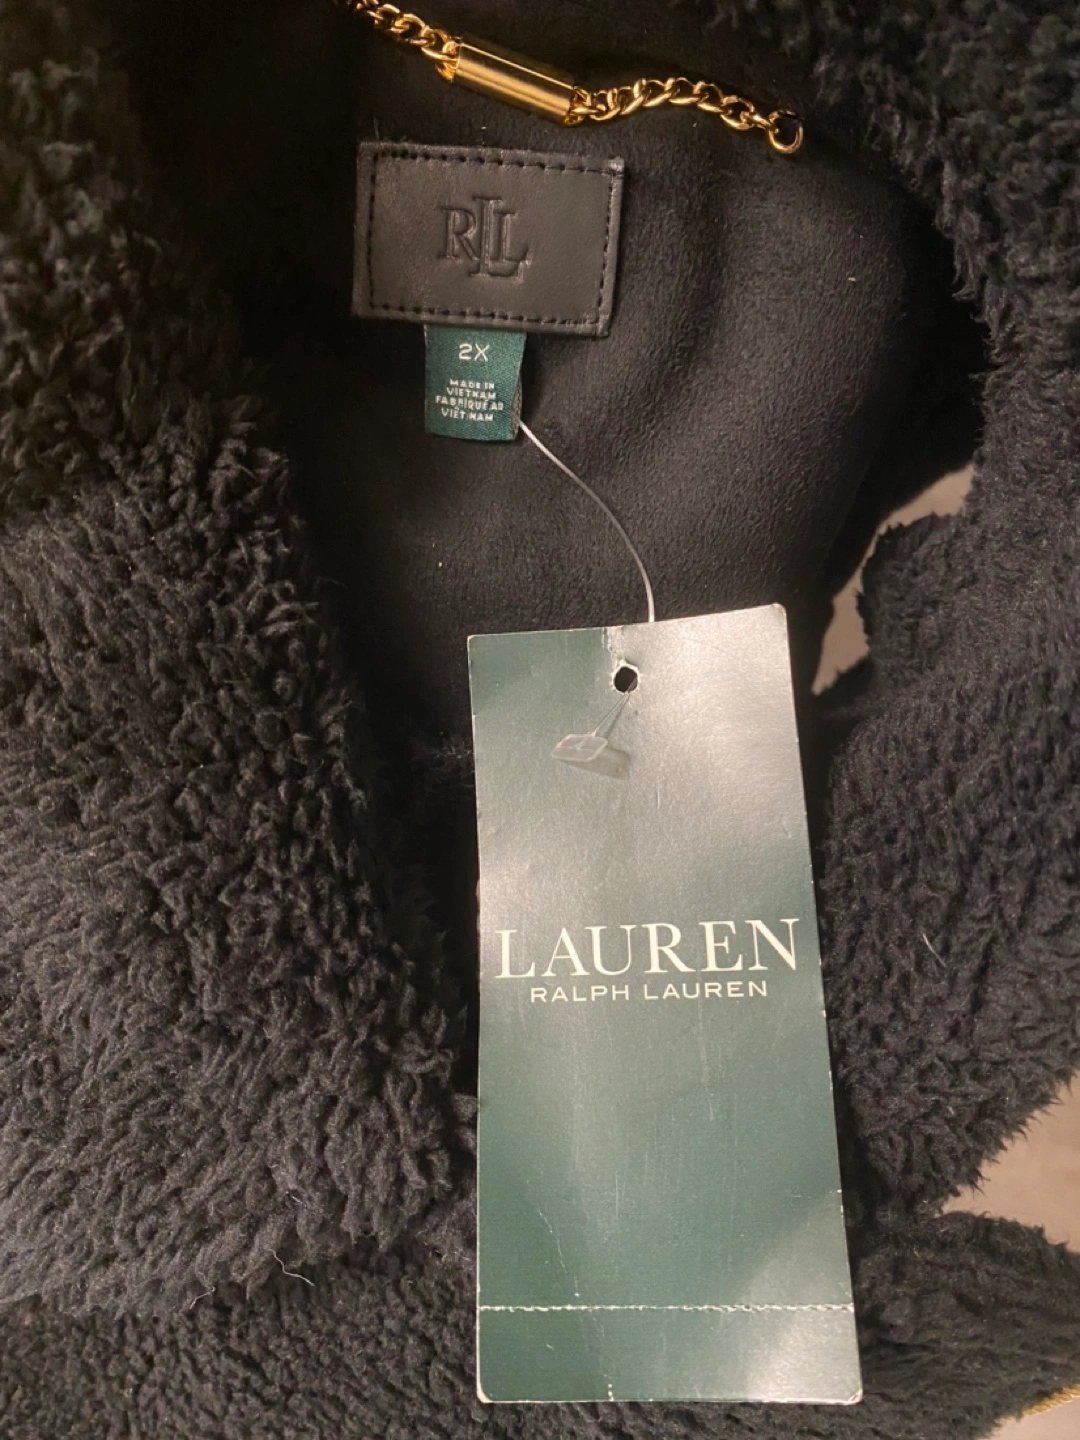 RLL
2X
MADE IN
VIETNAM
FABRIQUÉ AU
VIÊT NAM
LAUREN
RALPH LAUREN